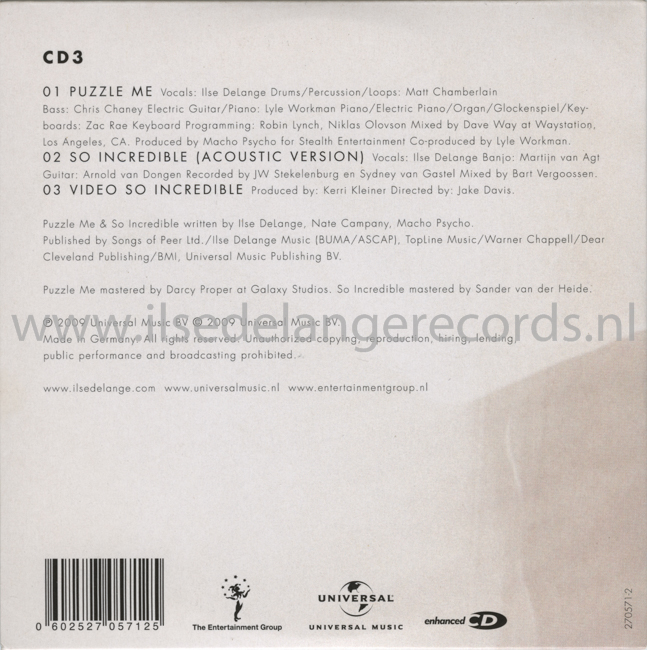 CD3
01 PUZZLE ME Vocals: Ilse DeLange Drums/Percussion/Loops: Matt Chamberlain
Bass: Chris Chaney Electric Guitar/Piano: Lyle Workman Piano/Electric Piano/Organ/Glockenspiel/Key-
boards: Zac Rae Keyboard Programming: Robin Lynch, Niklas Olovson Mixed by Dave Way at Waystation,
Los Angeles, CA. Produced by Macho Psycho for Stealth Entertainment Co-produced by Lyle Workman.
02 SO INCREDIBLE (ACOUSTIC VERSION) Vocals: Ilse DeLange Banjo: Martijn van Agt
Guitar: Arnold van Dongen Recorded by JW Stekelenburg en Sydney van Gastel Mixed by Bart Vergoossen.
03 VIDEO SO INCREDIBLE Produced by: Kerri Kleiner Directed by: Jake Davis.
Puzzle Me & So Incredible written by Ilse DeLange, Nate Campany, Macho Psycho.
Published by Songs of Peer Ltd./Ilse DeLange Music (BUMA/ASCAP), TopLine Music/Warner Chappell/Dear
Cleveland Publishing/BMI, Universal Music Publishing BV.
Puzzle Me mastered by Darcy Proper at Galaxy Studios. So Incredible mastered by Sander van der Heide.
www.ilsedelangerecords.nl
℗ 2009 Universal Music BV © 2009 Universal Music BV.
Made in Germany. All rights reserved. Unauthorized copying, reproduction, hiring, lending,
public performance and broadcasting prohibited.
www.ilsedelange.com www.universalmusic.nl www.entertainmentgroup.nl
0 602527 057125
The Entertainment Group
UNIVERSAL
UNIVERSAL MUSIC
enhanced CD
270571-2